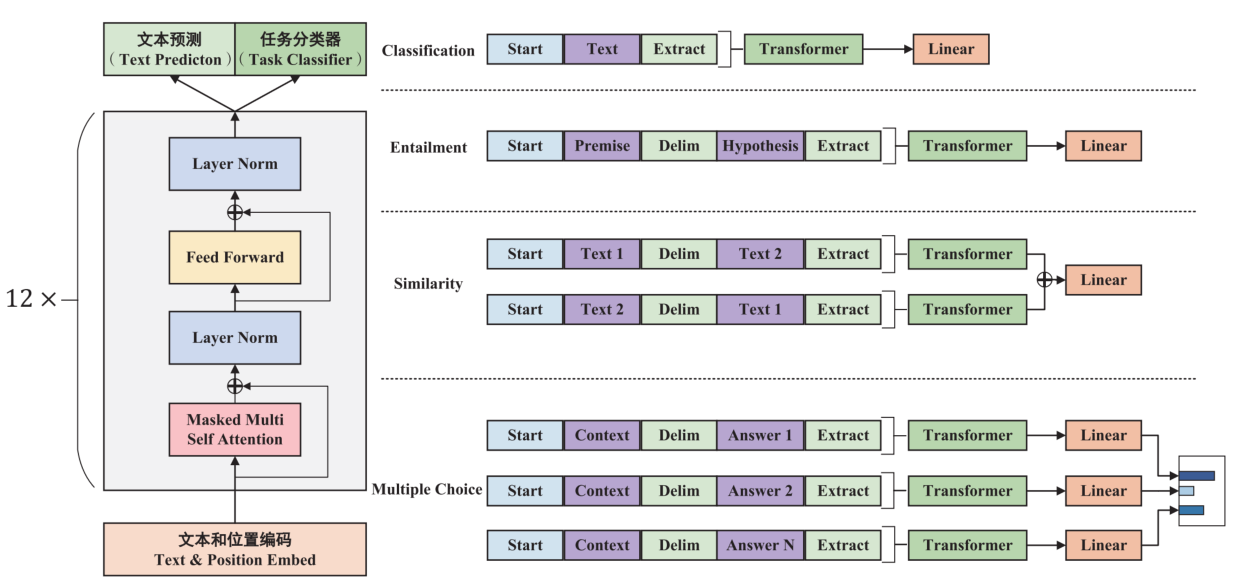 文本预测
（Text Predicton）
任务分类器
（Task Classifier）
12 ×
Layer Norm
Feed Forward
Layer Norm
Masked Multi
Self Attention
文本和位置编码
Text & Position Embed
Classification
Start
Text
Extract
Transformer
Linear
Entailment
Start
Premise
Delim
Hypothesis
Extract
Transformer
Linear
Similarity
Start
Text 1
Delim
Text 2
Extract
Transformer
Start
Text 2
Delim
Text 1
Extract
Transformer
Linear
Multiple Choice
Start
Context
Delim
Answer 1
Extract
Transformer
Linear
Start
Context
Delim
Answer 2
Extract
Transformer
Linear
Start
Context
Delim
Answer N
Extract
Transformer
Linear